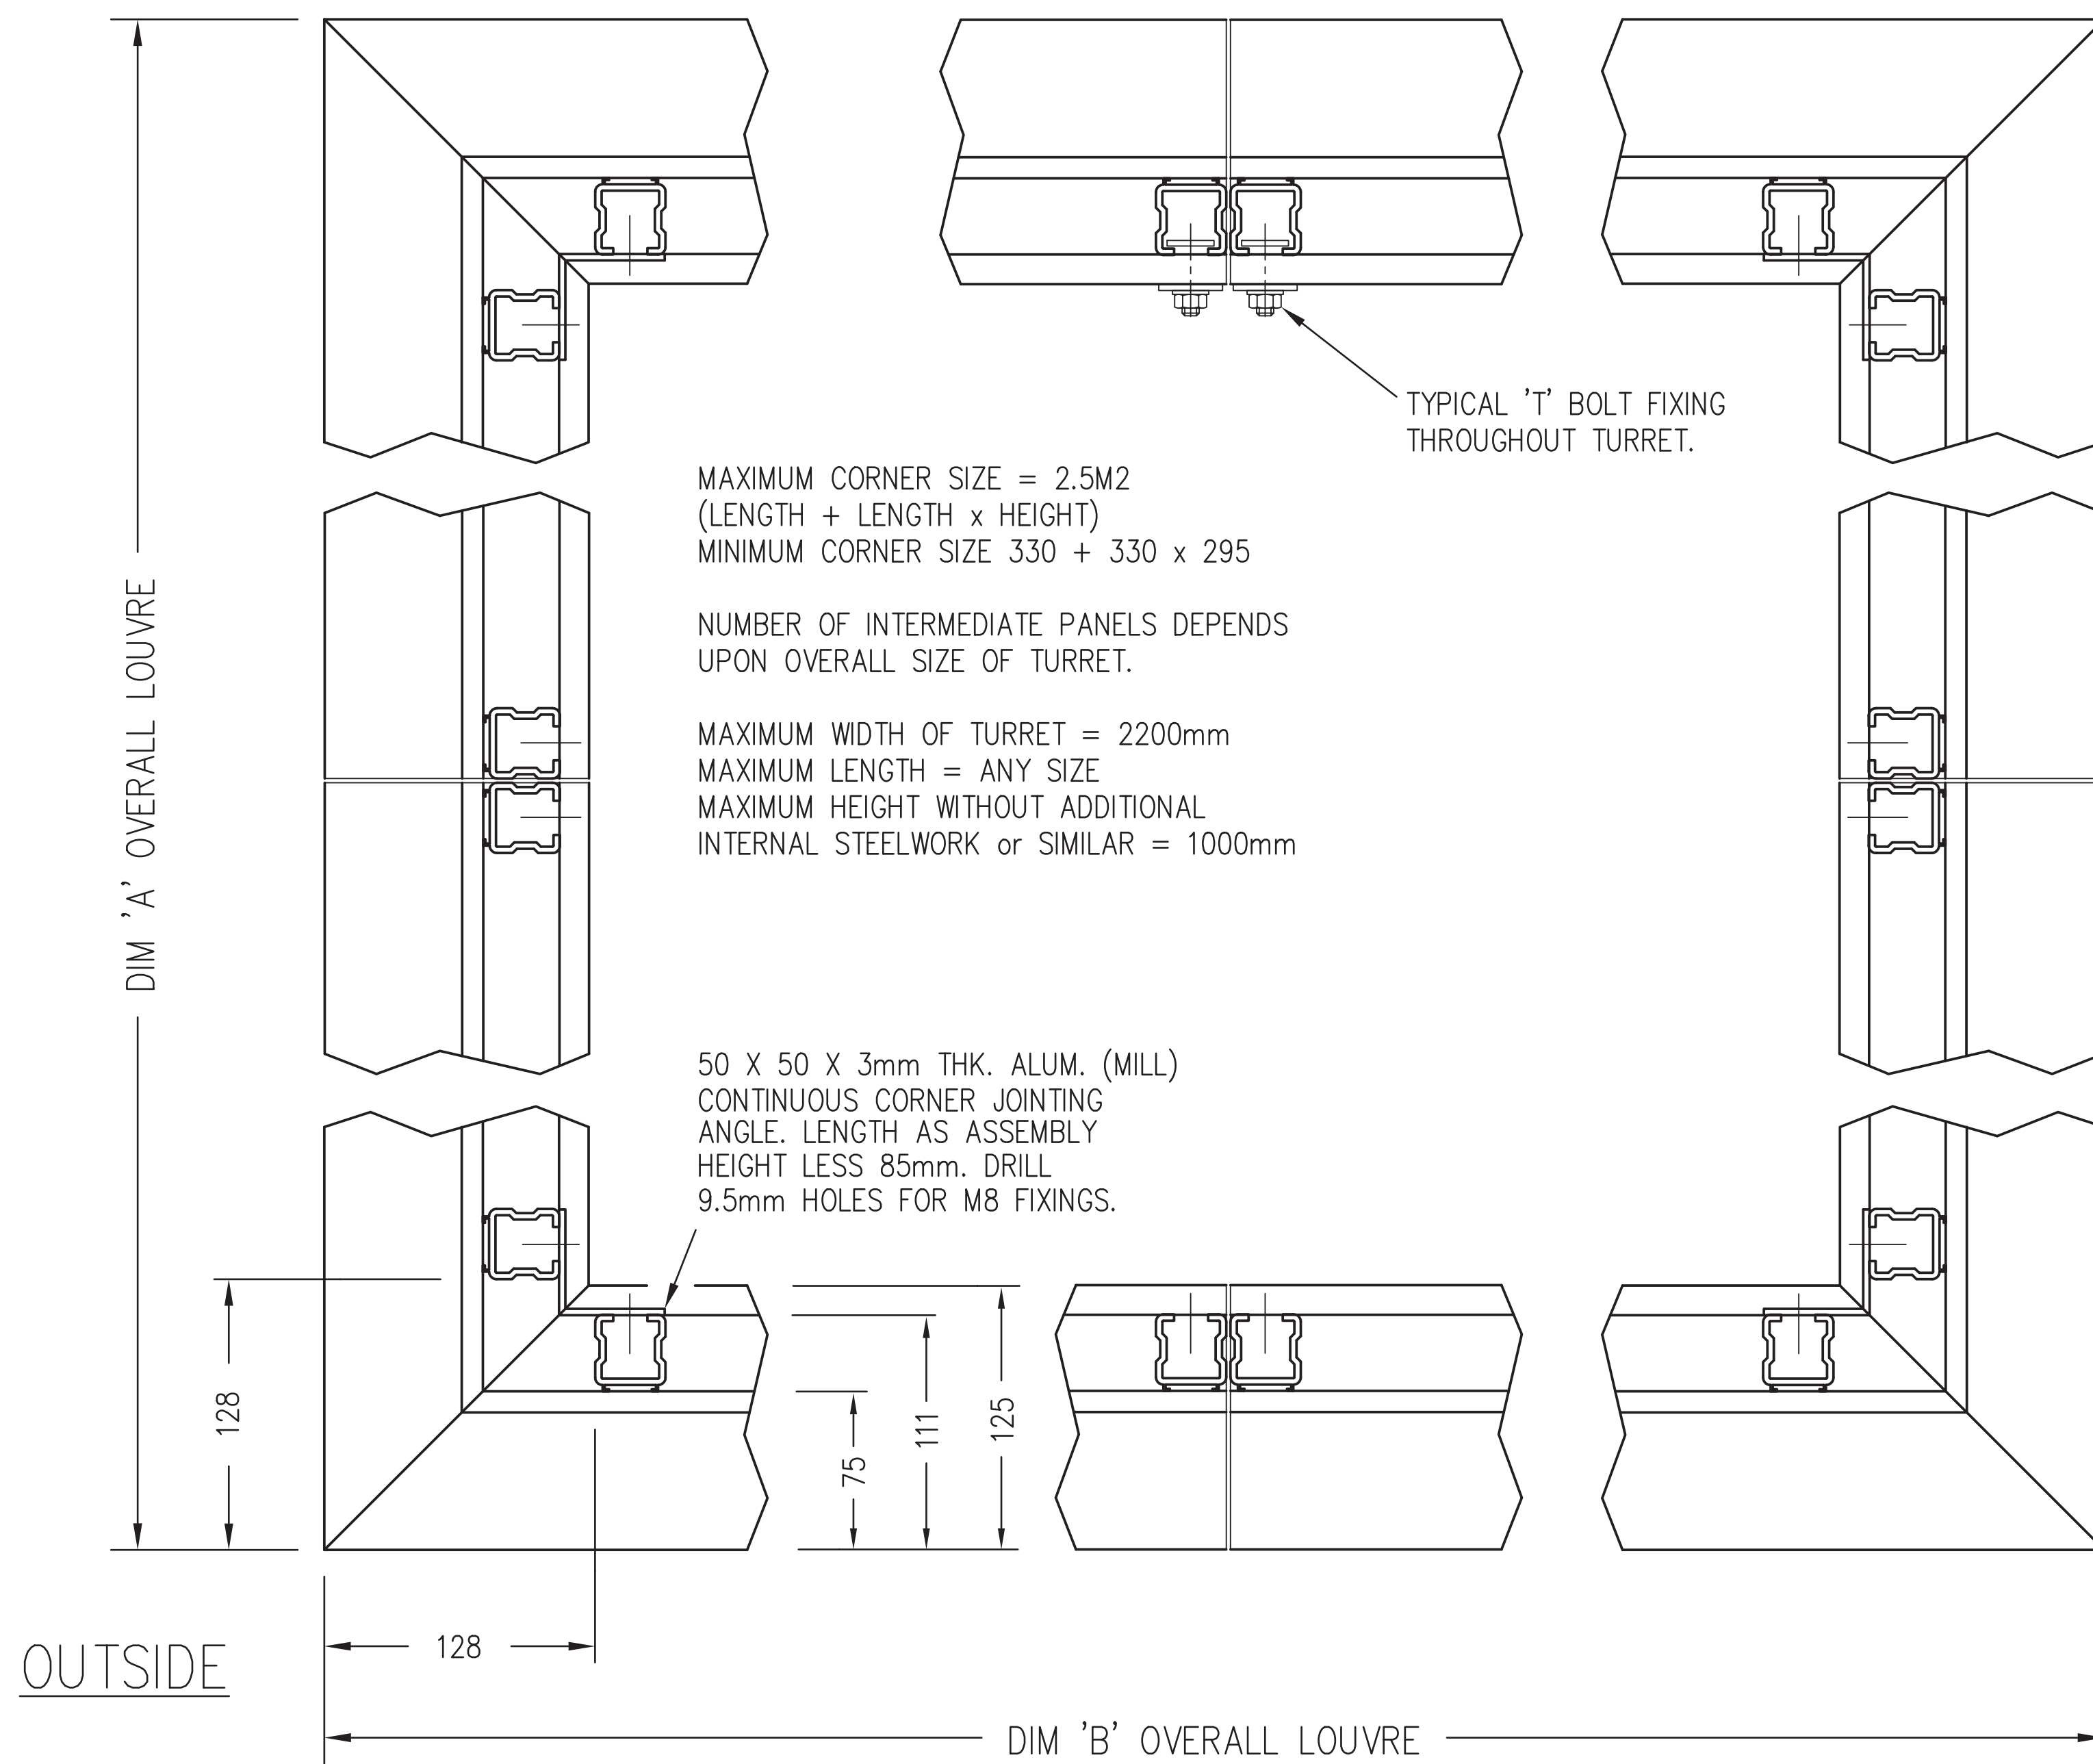 TYPICAL 'T' BOLT FIXING
THROUGHOUT TURRET.
MAXIMUM CORNER SIZE = 2.5M2
(LENGTH + LENGTH x HEIGHT)
MINIMUM CORNER SIZE 330 + 330 x 295
NUMBER OF INTERMEDIATE PANELS DEPENDS
UPON OVERALL SIZE OF TURRET.
MAXIMUM WIDTH OF TURRET = 2200mm
MAXIMUM LENGTH = ANY SIZE
MAXIMUM HEIGHT WITHOUT ADDITIONAL
INTERNAL STEELWORK or SIMILAR = 1000mm
DIM 'A' OVERALL LOUVRE
50 X 50 X 3mm THK. ALUM. (MILL)
CONTINUOUS CORNER JOINTING
ANGLE. LENGTH AS ASSEMBLY
HEIGHT LESS 85mm. DRILL
9.5mm HOLES FOR M8 FIXINGS.
128
75
111
125
128
OUTSIDE
DIM 'B' OVERALL LOUVRE